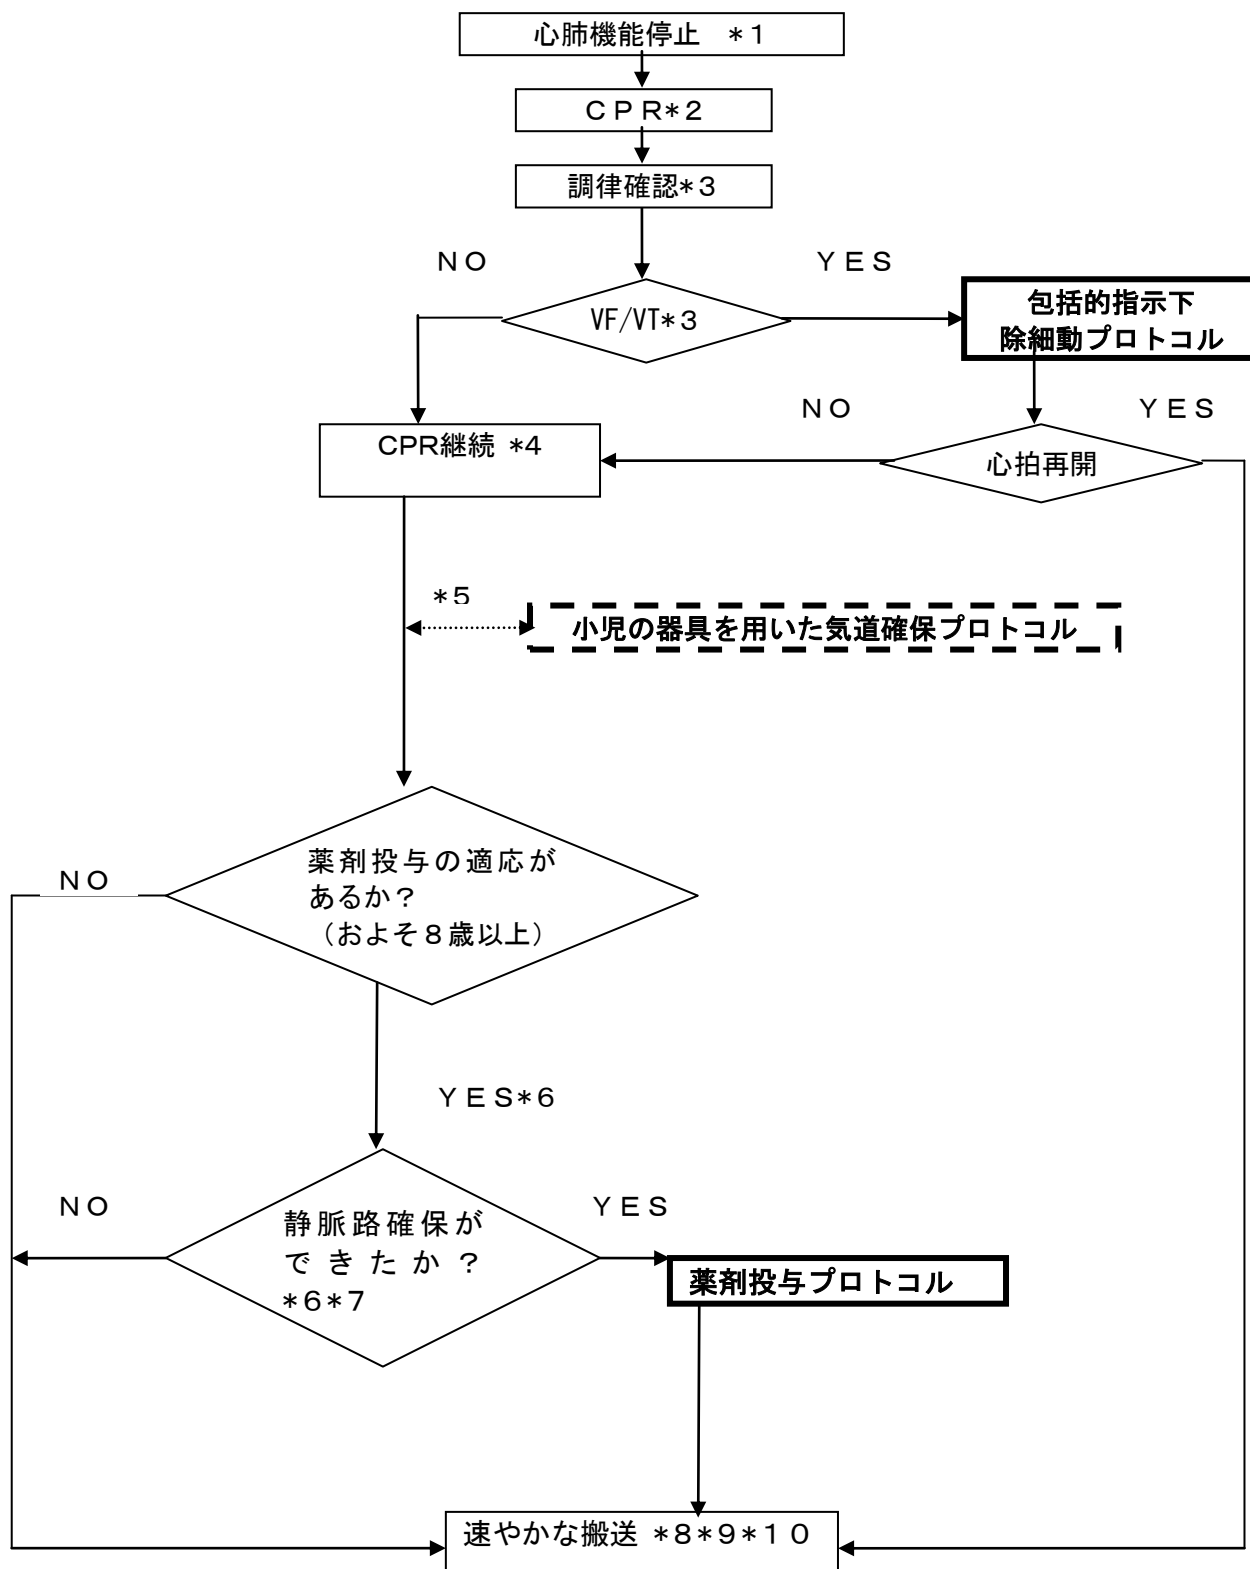 心肺機能停止 *1
ＣＰＲ*2
調律確認*3
ＮＯ
ＹＥＳ
VF/VT*3
包括的指示下
除細動プロトコル
ＮＯ
ＹＥＳ
CPR継続 *4
心拍再開
*5
小児の器具を用いた気道確保プロトコル
薬剤投与の適応が
あるか？
（およそ８歳以上）
ＮＯ
ＹＥＳ*6
ＮＯ
静脈路確保が
できたか？
*6*7
ＹＥＳ
薬剤投与プロトコル
速やかな搬送 *8*9*１０